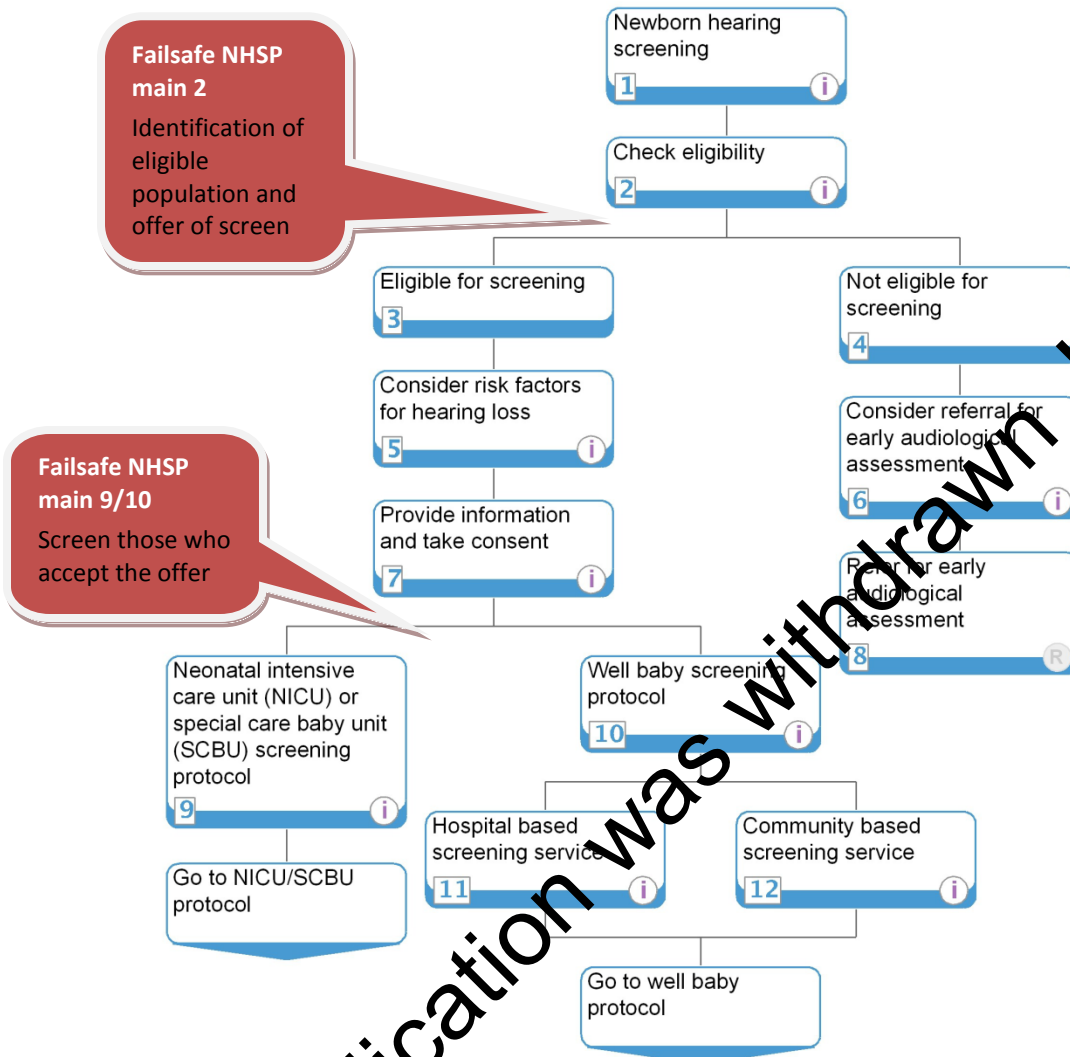 Failsafe NHSP
main 2
Identification of
eligible
population and
offer of screen
Newborn hearing
screening
1
i
Check eligibility
2
i
Eligible for screening
3
Not eligible for
screening
4
Consider risk factors
for hearing loss
5
i
Consider referral for
early audiological
assessment
6
i
Failsafe NHSP
main 9/10
Screen those who
accept the offer
Provide information
and take consent
7
i
Refer for early
audiological
assessment
8
R
Neonatal intensive
care unit (NICU) or
special care baby unit
(SCBU) screening
protocol
9
i
Well baby screening
protocol
10
i
Hospital based
screening service
11
i
Community based
screening service
12
i
Go to NICU/SCBU
protocol
Go to well baby
protocol
was withdrawn